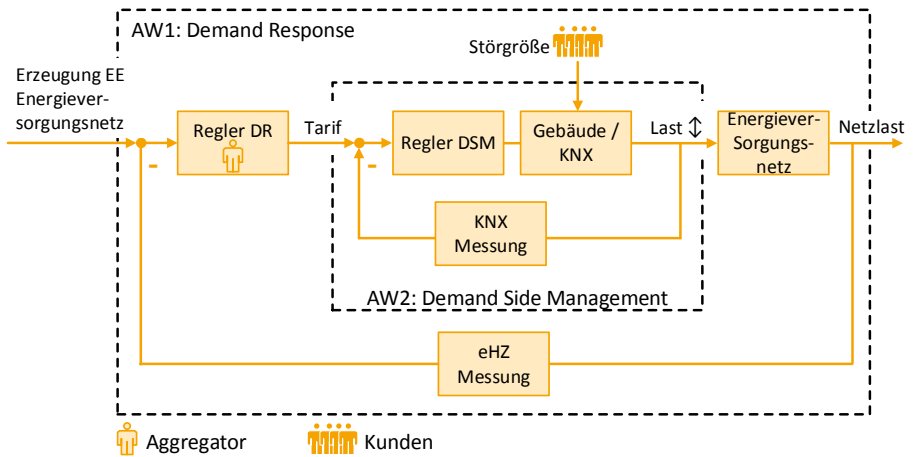 AW1: Demand Response
Störgröße
Erzeugung EE
Energiever-
sorgungsnetz
Regler DR
Tarif
-
-
Regler DSM
Gebäude /
KNX
Last ↕
Energiever-
Sorgungs-
netz
Netzlast
KNX
Messung
AW2: Demand Side Management
eHZ
Messung
Aggregator
Kunden